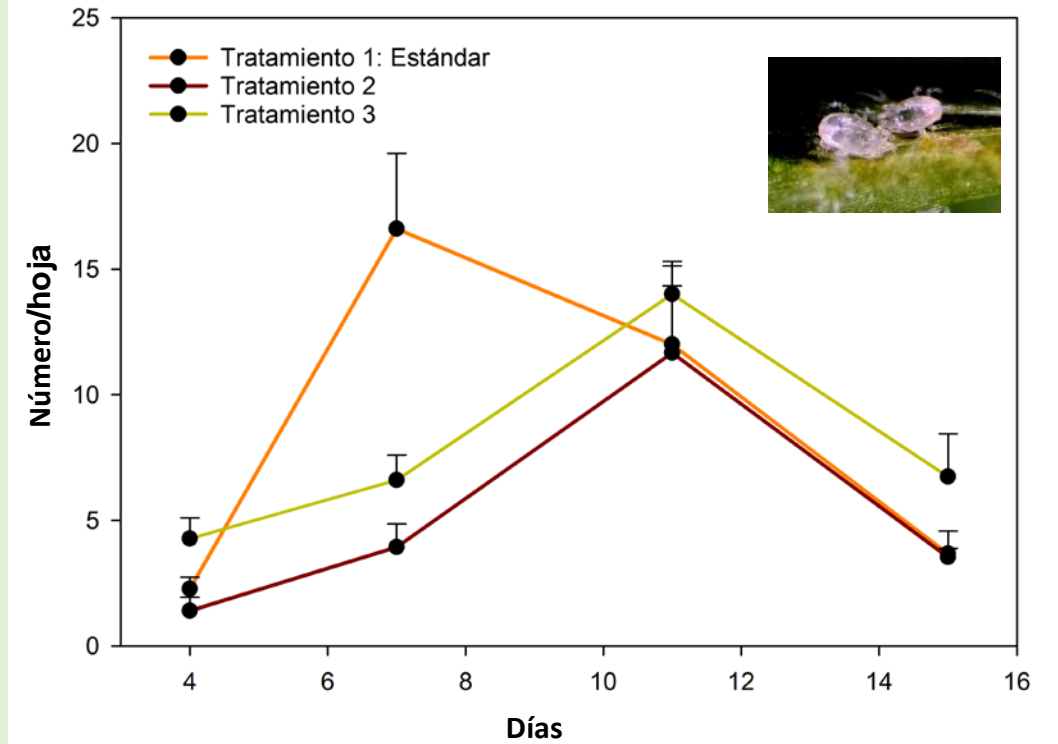 25
20
15
10
5
0
Número/hoja
Tratamiento 1: Estándar
Tratamiento 2
Tratamiento 3
4 6 8 10 12 14 16
Días